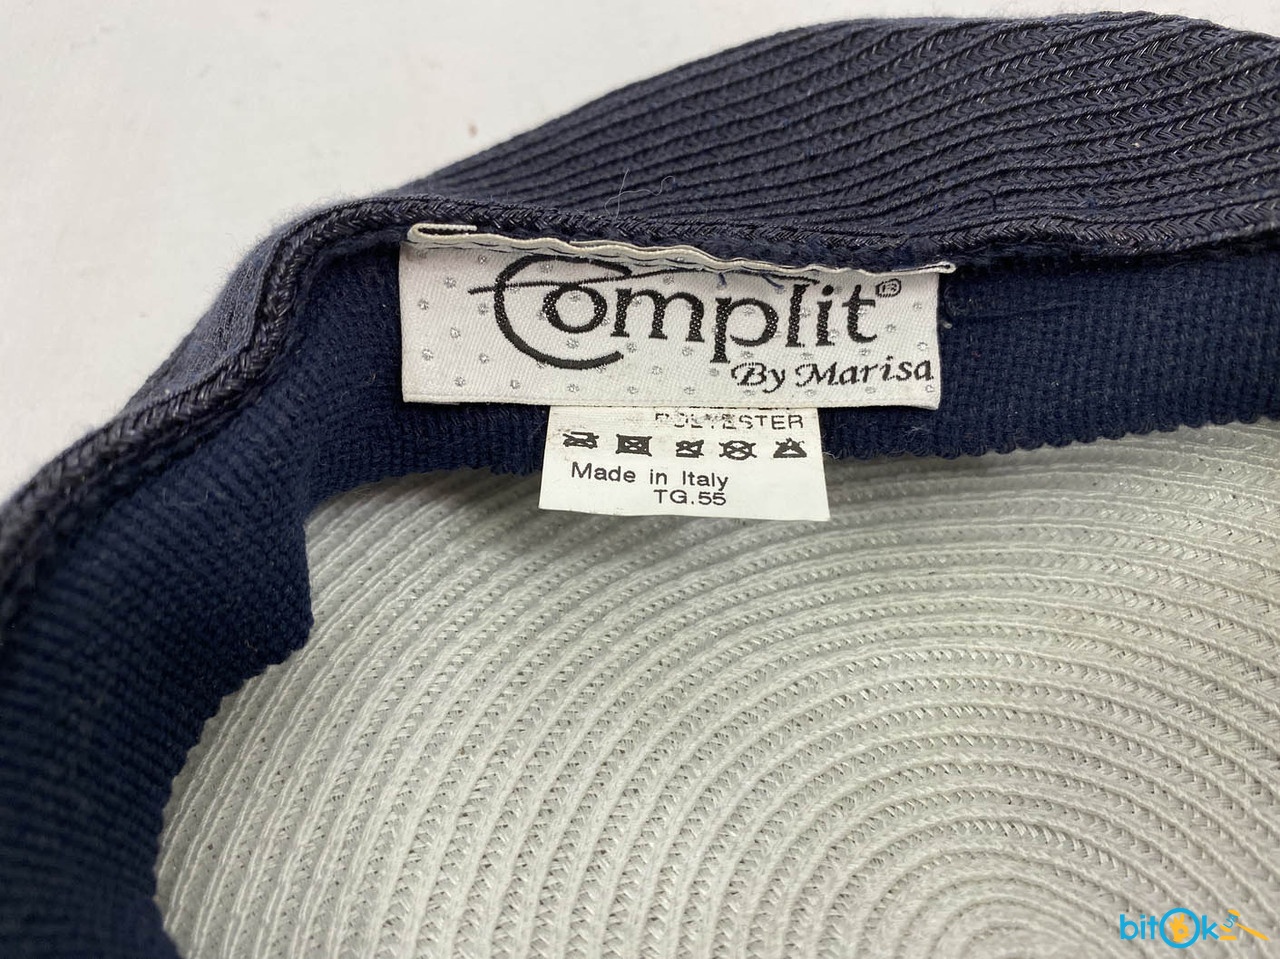 Complit®
By Marisa
POLYESTER
Made in Italy
TG.55
bitOk